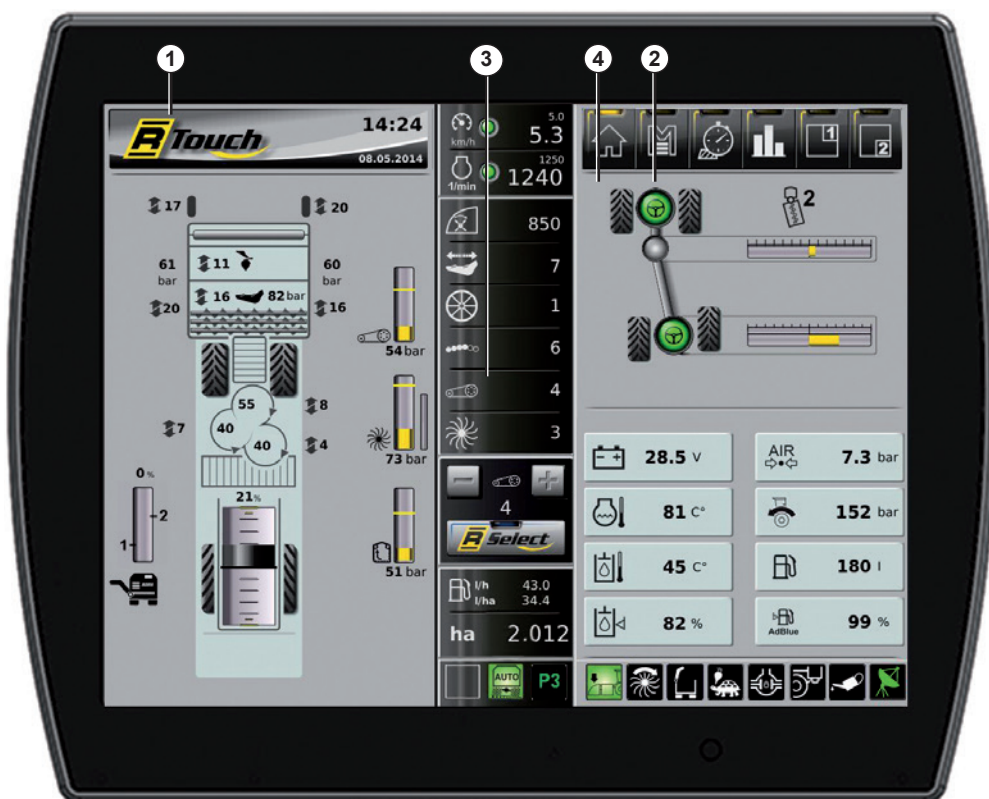 1
3
4
2
R Touch
14:24
08.05.2014
17
20
61
bar
11
60
bar
20
16
82 bar
16
54 bar
55
40
40
8
7
4
73 bar
0 %
2
1
21%
51 bar
km/h
5.0
5.3
1/min
1250
1240
850
7
1
6
4
3
4
R Select
l/h 43.0
l/ha 34.4
ha 2.012
AUTO
P3
1
2
2
28.5 V
AIR
7.3 bar
81 C°
152 bar
45 C°
180 l
82 %
AdBlue
99 %